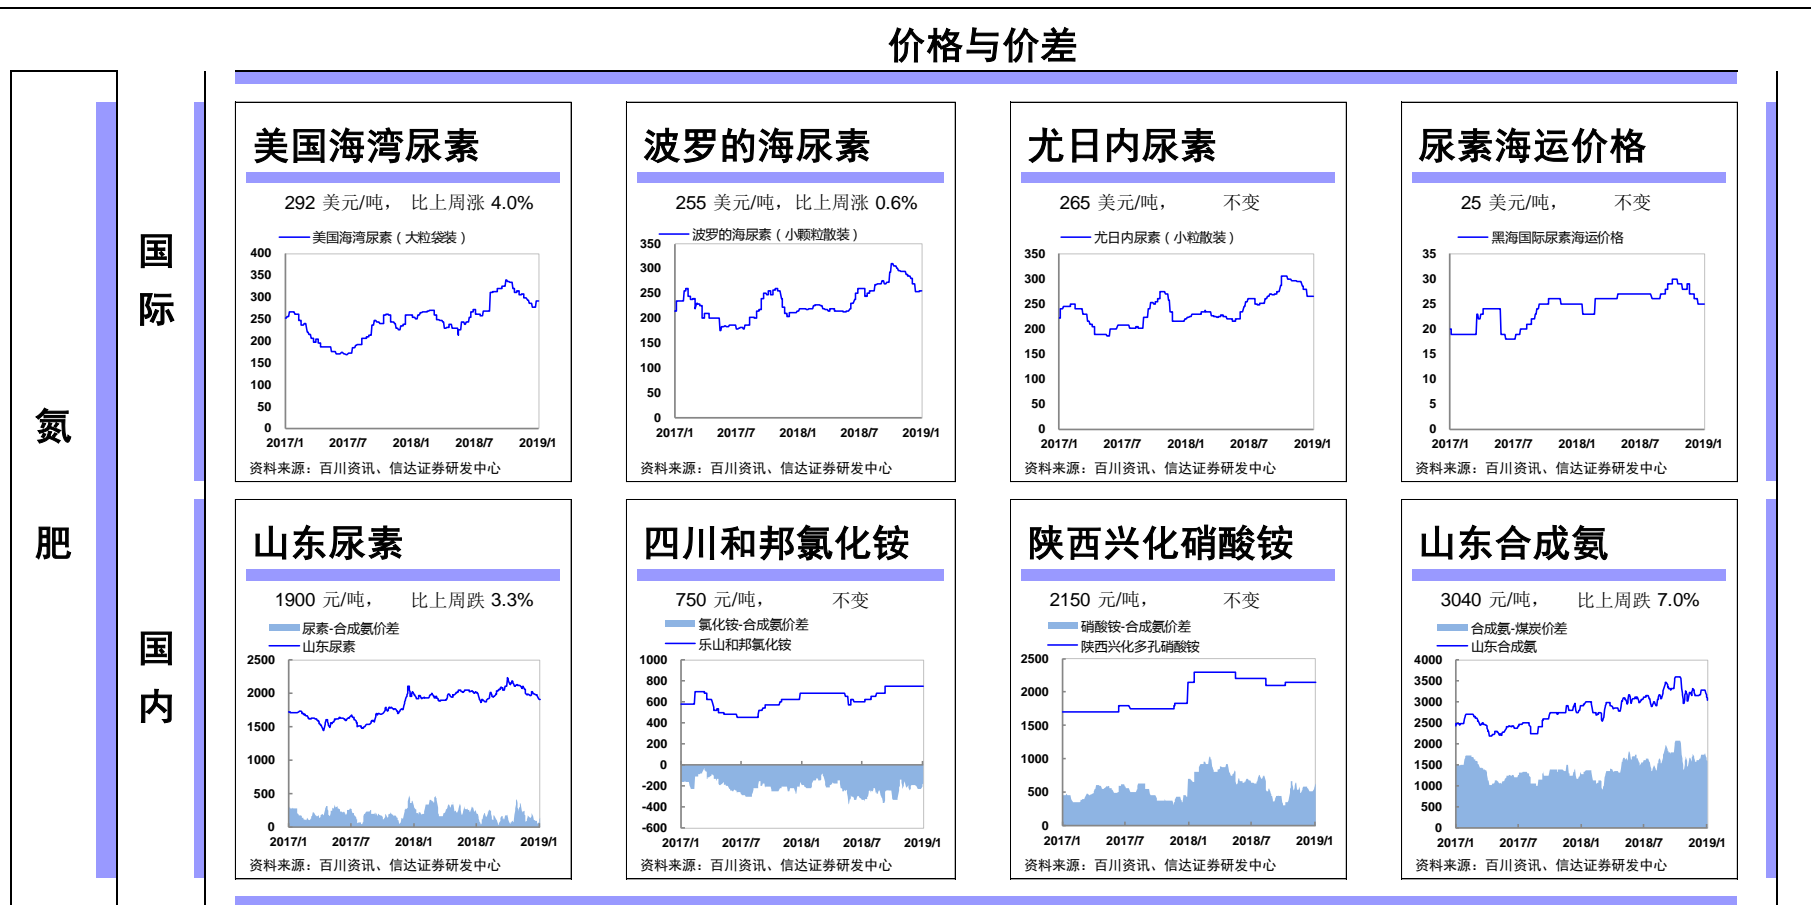 价格与价差
氮
肥
国
际
美国海湾尿素
292 美元/吨， 比上周涨 4.0%
美国海湾尿素（大粒袋装）
400
350
300
250
200
150
100
50
0
2017/1 2017/7 2018/1 2018/7 2019/1
资料来源：百川资讯、信达证券研发中心
波罗的海尿素
255 美元/吨，比上周涨 0.6%
波罗的海尿素（小颗粒散装）
350
300
250
200
150
100
50
0
2017/1 2017/7 2018/1 2018/7 2019/1
资料来源：百川资讯、信达证券研发中心
尤日内尿素
265 美元/吨， 不变
尤日内尿素（小粒散装）
350
300
250
200
150
100
50
0
2017/1 2017/7 2018/1 2018/7 2019/1
资料来源：百川资讯、信达证券研发中心
尿素海运价格
25 美元/吨， 不变
黑海国际尿素海运价格
35
30
25
20
15
10
5
0
2017/1 2017/7 2018/1 2018/7 2019/1
资料来源：百川资讯、信达证券研发中心
国
内
山东尿素
1900 元/吨， 比上周跌 3.3%
尿素-合成氨价差
山东尿素
2500
2000
1500
1000
500
0
2017/1 2017/7 2018/1 2018/7 2019/1
资料来源：百川资讯、信达证券研发中心
四川和邦氯化铵
750 元/吨， 不变
氯化铵-合成氨价差
乐山和邦氯化铵
1000
800
600
400
200
0
-200
-400
-600
2017/1 2017/7 2018/1 2018/7 2019/1
资料来源：百川资讯、信达证券研发中心
陕西兴化硝酸铵
2150 元/吨， 不变
硝酸铵-合成氨价差
陕西兴化多孔硝酸铵
2500
2000
1500
1000
500
0
2017/1 2017/7 2018/1 2018/7 2019/1
资料来源：百川资讯、信达证券研发中心
山东合成氨
3040 元/吨， 比上周跌 7.0%
合成氨-煤炭价差
山东合成氨
4000
3500
3000
2500
2000
1500
1000
500
0
2017/1 2017/7 2018/1 2018/7 2019/1
资料来源：百川资讯、信达证券研发中心